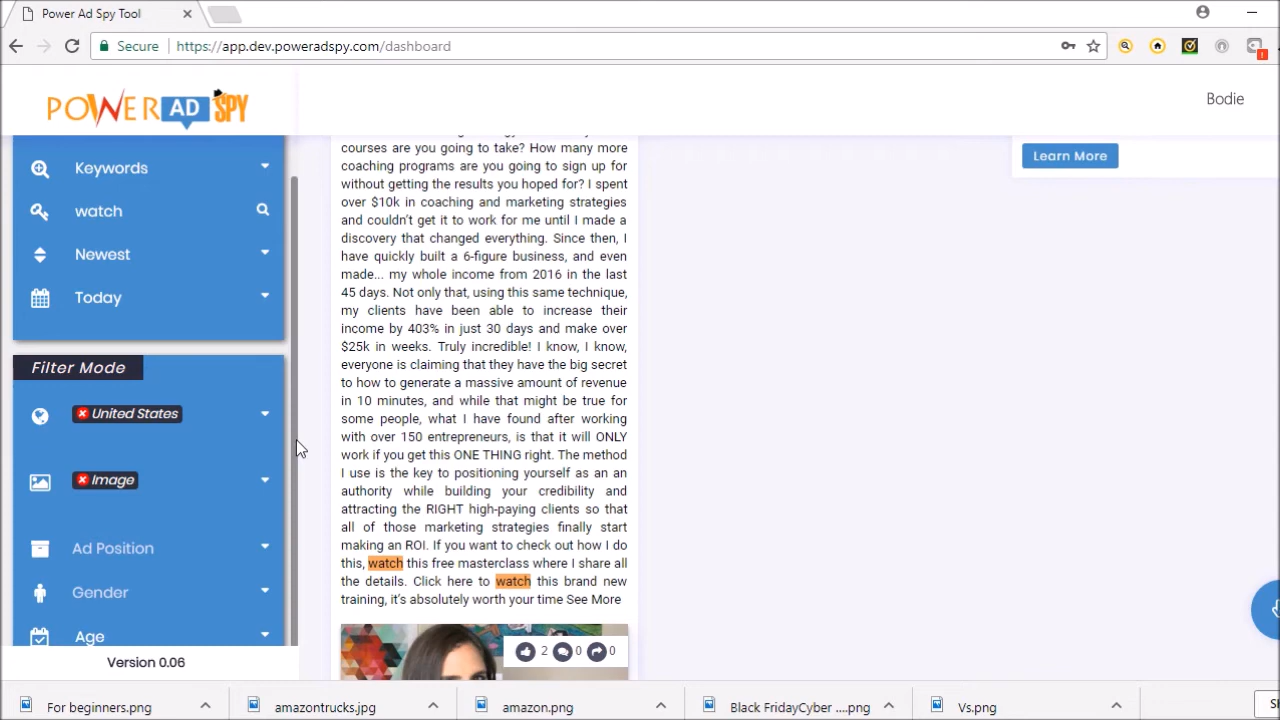 Power Ad Spy Tool
Secure https://app.dev.poweradspy.com/dashboard
POWER AD SPY
Bodie
Keywords
watch
Newest
Today
Filter Mode
United States
Image
Ad Position
Gender
Age
Version 0.06
courses are you going to take? How many more
coaching programs are you going to sign up for
without getting the results you hoped for? I spent
over $10k in coaching and marketing strategies
and couldn't get it to work for me until I made a
discovery that changed everything. Since then, I
have quickly built a 6-figure business, and even
made... my whole income from 2016 in the last
45 days. Not only that, using this same technique,
my clients have been able to increase their
income by 403% in just 30 days and make over
$25k in weeks. Truly incredible! I know, I know,
everyone is claiming that they have the big secret
to how to generate a massive amount of revenue
in 10 minutes, and while that might be true for
some people, what I have found after working
with over 150 entrepreneurs, is that it will ONLY
work if you get this ONE THING right. The method
I use is the key to positioning yourself as an an
authority while building your credibility and
attracting the RIGHT high-paying clients so that
all of those marketing strategies finally start
making an ROI. If you want to check out how I do
this, watch this free masterclass where I share all
the details. Click here to watch this brand new
training, it's absolutely worth your time See More
2 0 0
Learn More
For beginners.png
amazontrucks.jpg
amazon.png
Black FridayCyber ....png
Vs.png